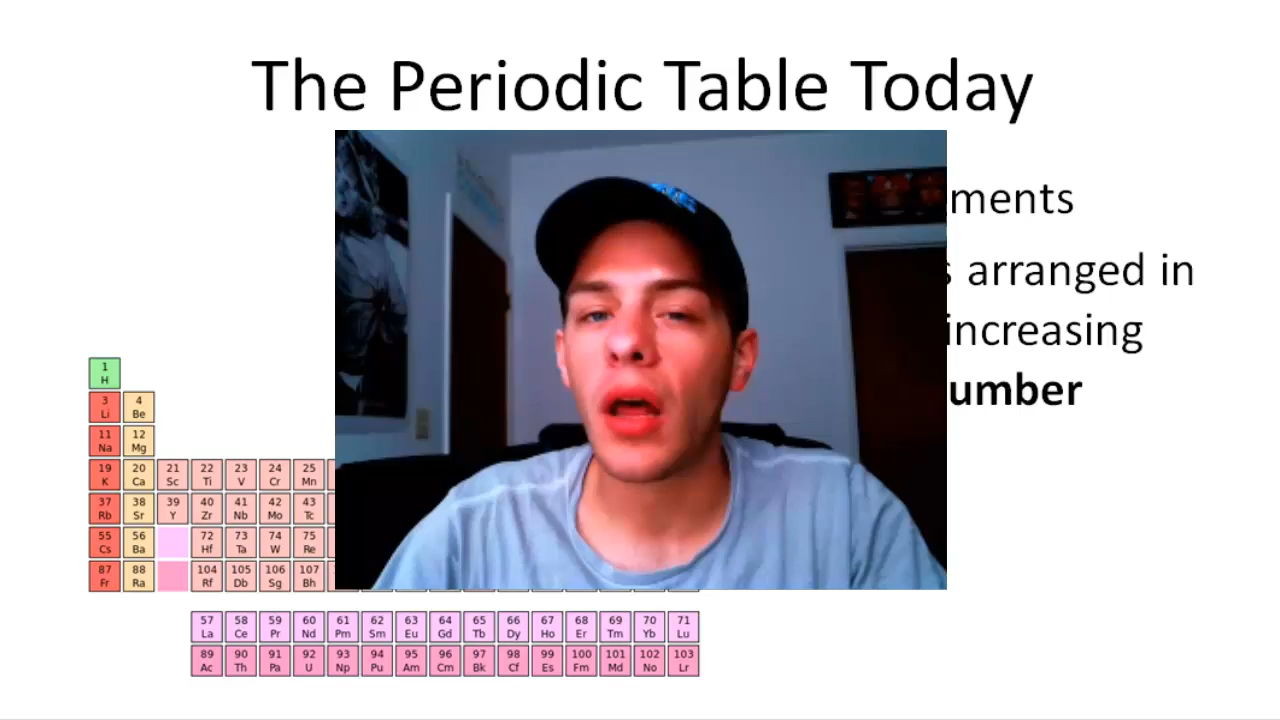 The Periodic Table Today
ments
arranged in
increasing
umber
1
H
3 4
Li Be
11 12
Na Mg
19 20 21 22 23 24 25
K Ca Sc Ti V Cr Mn
37 38 39 40 41 42 43
Rb Sr Y Zr Nb Mo Tc
55 56 72 73 74 75
Cs Ba Hf Ta W Re
87 88 104 105 106 107
Fr Ra Rf Db Sg Bh
57 58 59 60 61 62 63 64 65 66 67 68 69 70 71
La Ce Pr Nd Pm Sm Eu Gd Tb Dy Ho Er Tm Yb Lu
89 90 91 92 93 94 95 96 97 98 99 100 101 102 103
Ac Th Pa U Np Pu Am Cm Bk Cf Es Fm Md No Lr